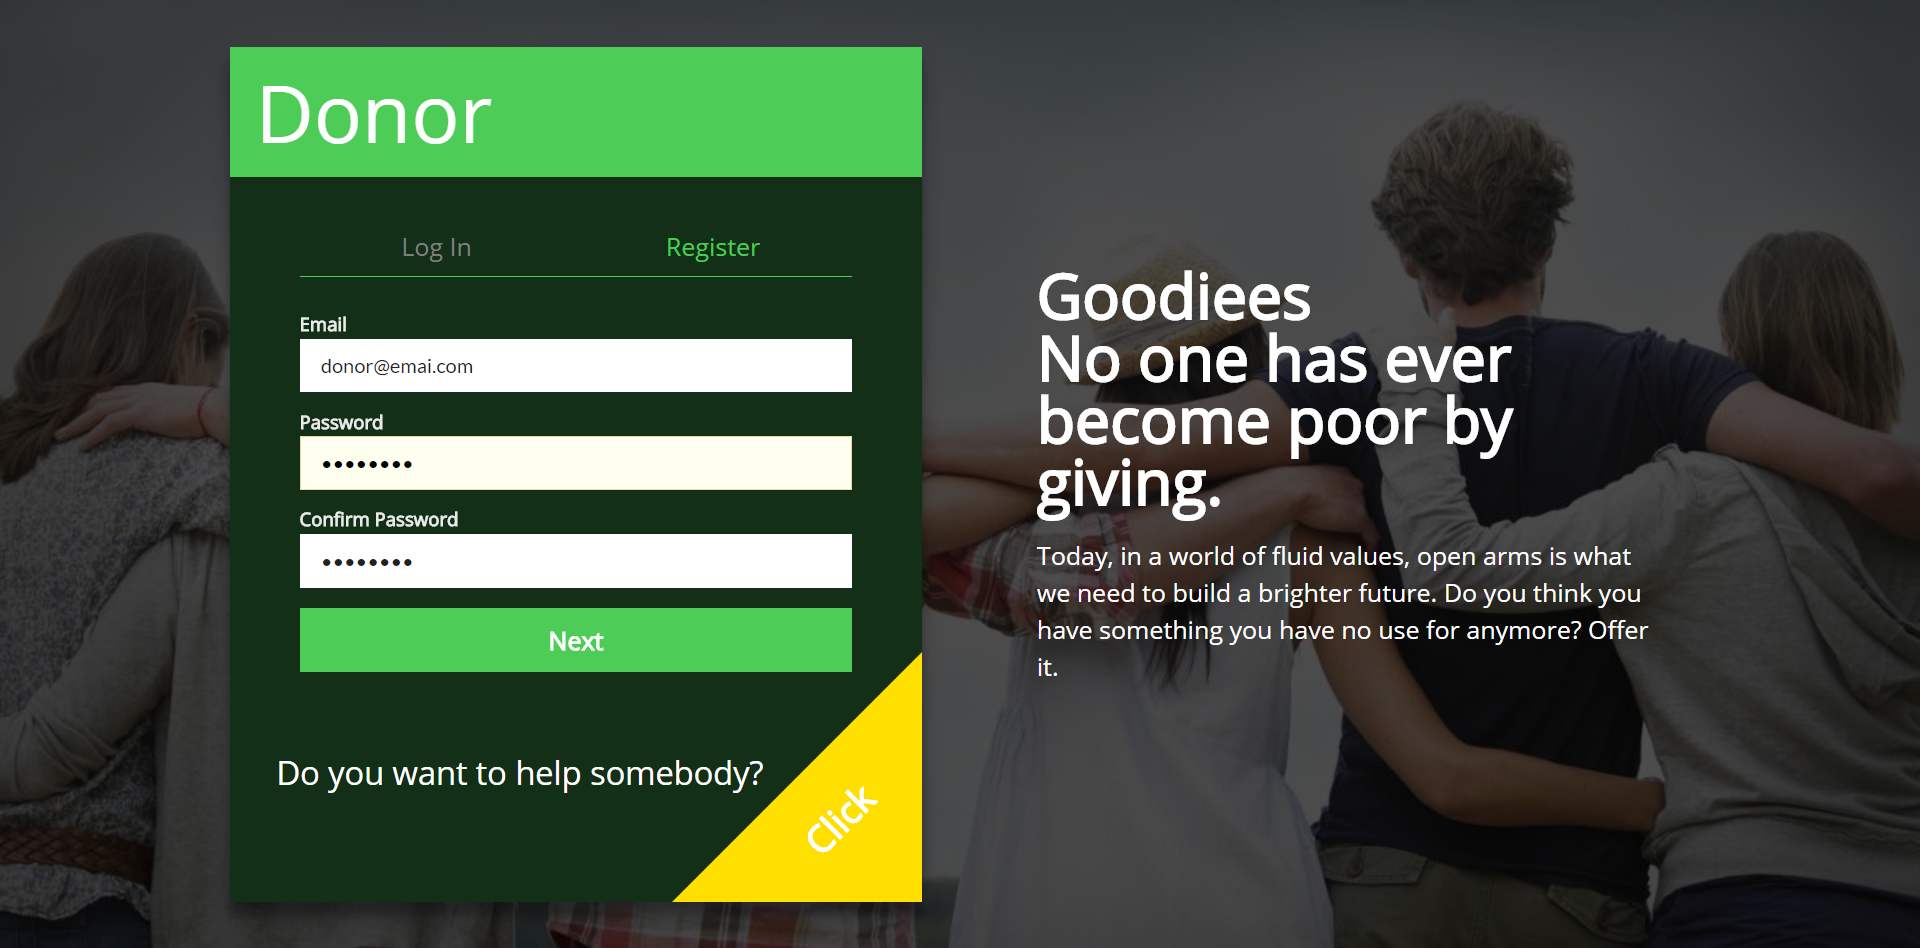 Donor
Log In
Register
Email
donor@emai.com
Password
••••••••
Confirm Password
••••••••
Next
Do you want to help somebody?
Click
Goodiees
No one has ever
become poor by
giving.
Today, in a world of fluid values, open arms is what
we need to build a brighter future. Do you think you
have something you have no use for anymore? Offer
it.